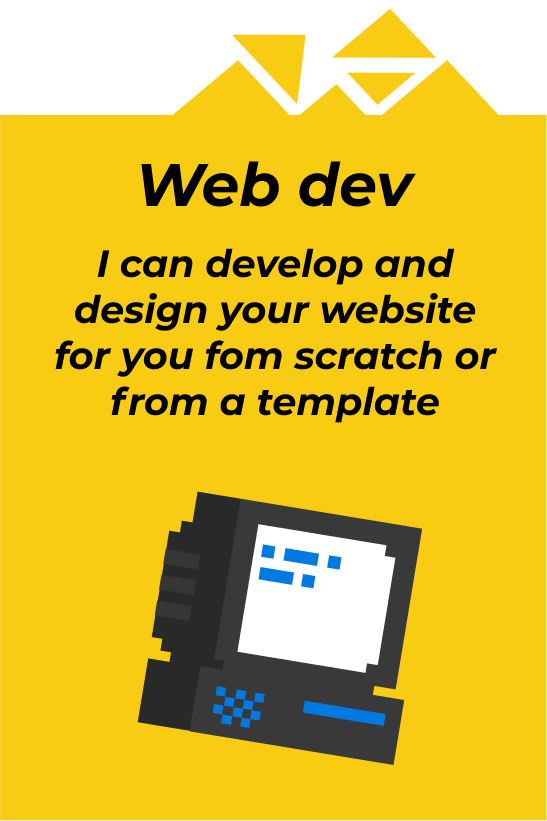 Web dev
I can develop and
design your website
for you fom scratch or
from a template